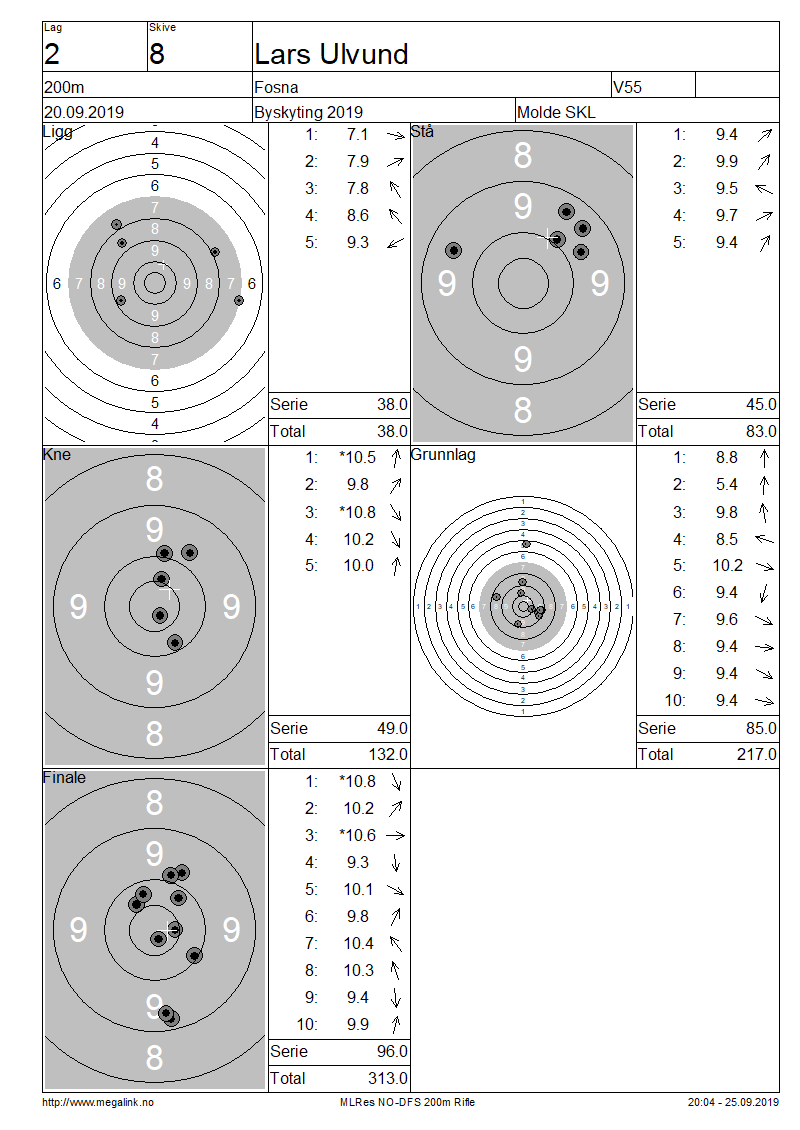 Lag
Skive
2
8
Lars Ulvund
200m
Fosna
V55
20.09.2019
Byskyting 2019
Molde SKL
Ligg
4
5
6
7
8
9
6 7 8 9 9 8 7 6
9
8
7
6
5
4
1: 7.1
2: 7.9
3: 7.8
4: 8.6
5: 9.3
Serie 38.0
Total 38.0
Stå
8
9
9 9
9
8
1: 9.4
2: 9.9
3: 9.5
4: 9.7
5: 9.4
Serie 45.0
Total 83.0
Kne
8
9
9 9
9
8
1: *10.5
2: 9.8
3: *10.8
4: 10.2
5: 10.0
Serie 49.0
Total 132.0
Grunnlag
1
2
3
4
5
6
7
1 2 3 4 5 6 7 8 7 6 5 4 3 2 1
8
7
6
5
4
3
2
1
1: 8.8
2: 5.4
3: 9.8
4: 8.5
5: 10.2
6: 9.4
7: 9.6
8: 9.4
9: 9.4
10: 9.4
Serie 85.0
Total 217.0
Finale
8
9
9 9
9
8
1: *10.8
2: 10.2
3: *10.6
4: 9.3
5: 10.1
6: 9.8
7: 10.4
8: 10.3
9: 9.4
10: 9.9
Serie 96.0
Total 313.0
http://www.megalink.no
MLRes NO-DFS 200m Rifle
20:04 - 25.09.2019